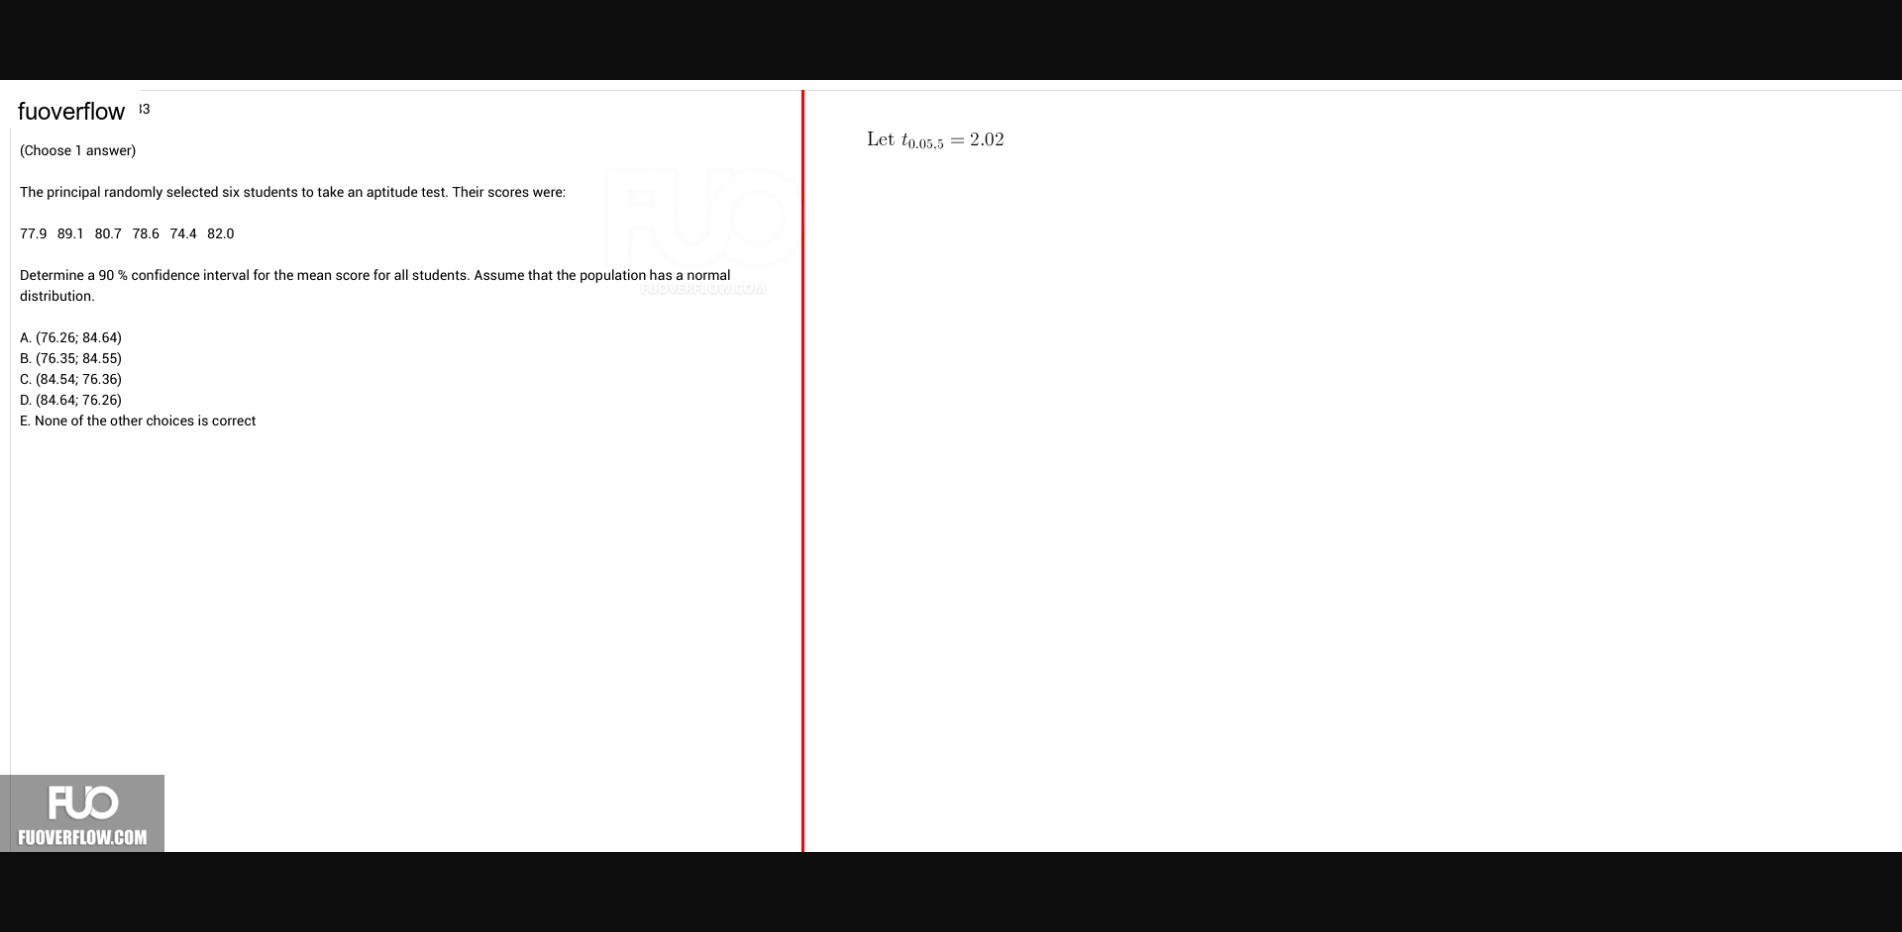 fuoverflow 33
(Choose 1 answer)
The principal randomly selected six students to take an aptitude test. Their scores were:
77.9 89.1 80.7 78.6 74.4 82.0
Determine a 90 % confidence interval for the mean score for all students. Assume that the population has a normal
distribution.
A. (76.26; 84.64)
B. (76.35; 84.55)
C. (84.54; 76.36)
D. (84.64; 76.26)
E. None of the other choices is correct
Let t₀.₀₅,₅ = 2.02
FUO
FUOVERFLOW.COM
FUO
FUOVERFLOW.COM